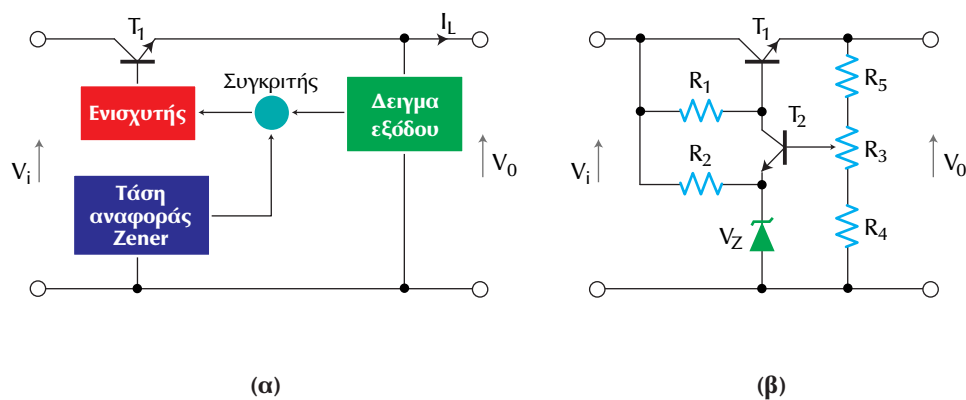 T1
IL
Συγκριτής
Ενισχυτής
Δειγμα
εξόδου
Vi
V0
Τάση
αναφοράς
Zener
(α)
T1
R1
R5
T2
R2
R3
Vi
V0
VZ
R4
(β)